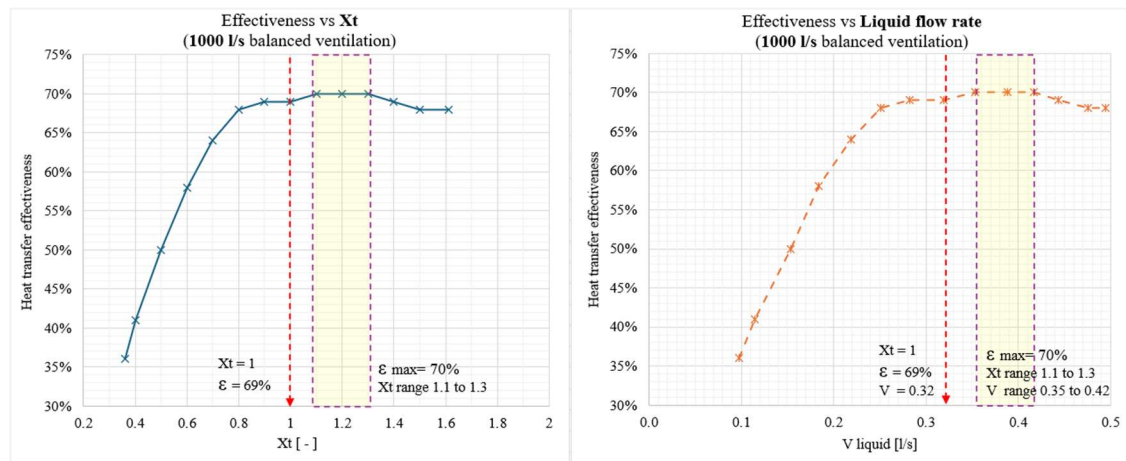 Effectiveness vs Xt
(1000 l/s balanced ventilation)
75%
70%
65%
60%
55%
50%
45%
40%
35%
30%
Heat transfer effectiveness
Xt = 1
Ɛ = 69%
Ɛ max= 70%
Xt range 1.1 to 1.3
0.2 0.4 0.6 0.8 1 1.2 1.4 1.6 1.8 2
Xt [ - ]
Effectiveness vs Liquid flow rate
(1000 l/s balanced ventilation)
75%
70%
65%
60%
55%
50%
45%
40%
35%
30%
Heat transfer effectiveness
Xt = 1
Ɛ = 69%
V = 0.32
Ɛ max= 70%
Xt range 1.1 to 1.3
V range 0.35 to 0.42
0.0 0.1 0.2 0.3 0.4 0.5
V liquid [l/s]